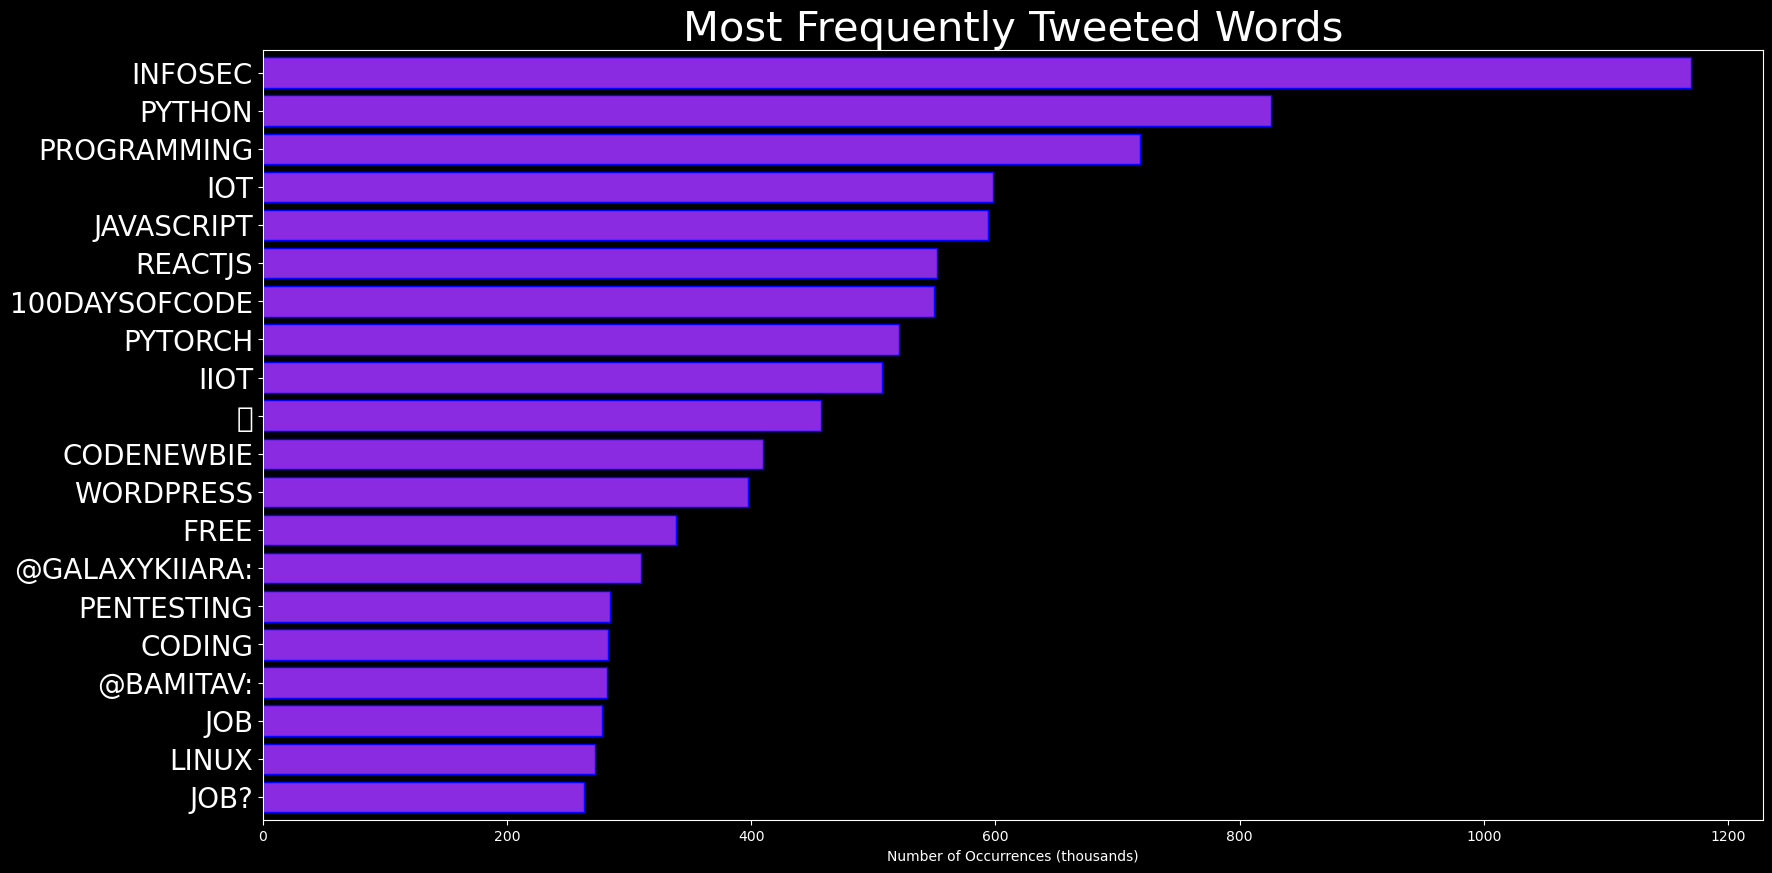 Most Frequently Tweeted Words
INFOSEC
PYTHON
PROGRAMMING
IOT
JAVASCRIPT
REACTJS
100DAYSOFCODE
PYTORCH
IIOT
CODENEWBIE
WORDPRESS
FREE
@GALAXYKIIARA:
PENTESTING
CODING
@BAMITAV:
JOB
LINUX
JOB?
0 200 400 600 800 1000 1200
Number of Occurrences (thousands)